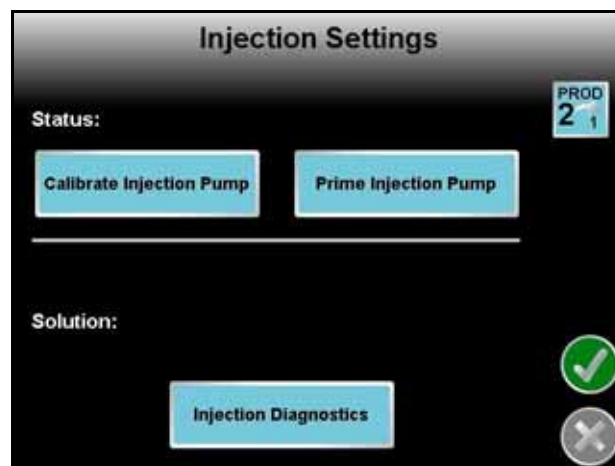 Injection Settings
PROD
2 1
Status:
Calibrate Injection Pump
Prime Injection Pump
Solution:
Injection Diagnostics